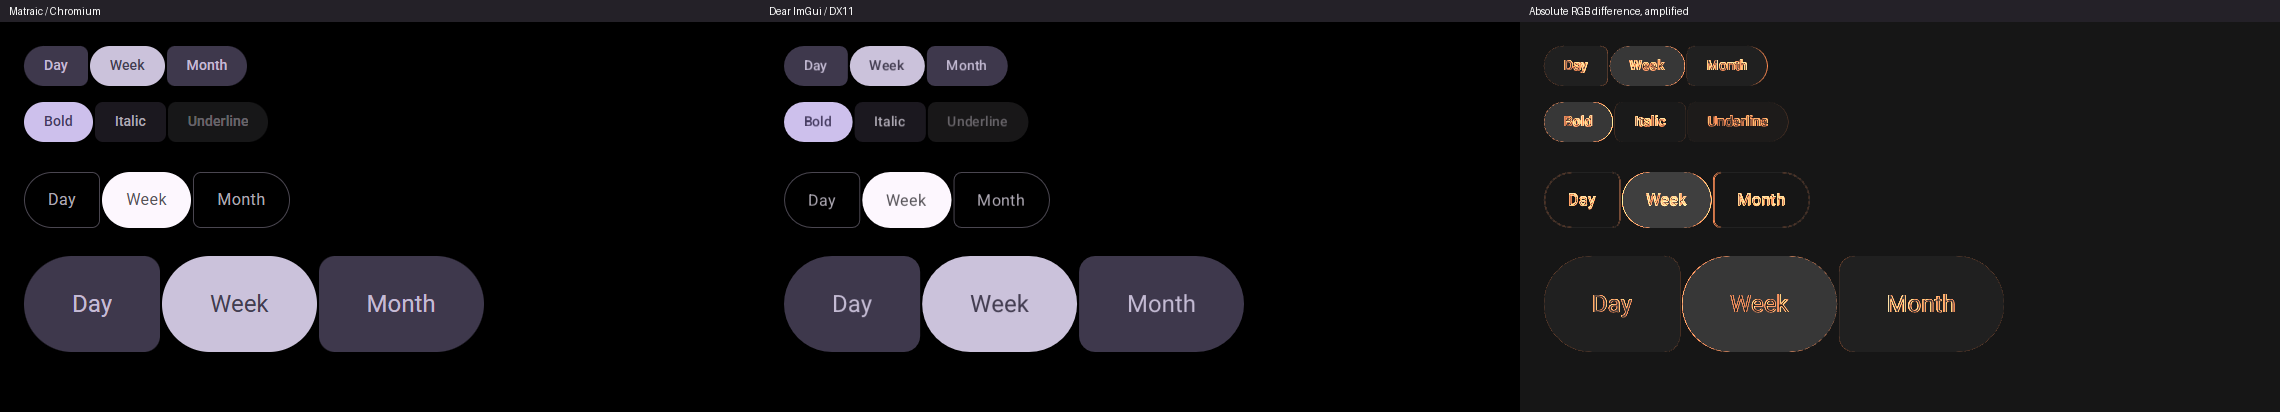 Matraic / Chromium
Dear ImGui / DX11
Absolute RGB difference, amplified
Day Week Month
Day Week Month
Day Week Month
Bold Italic Underline
Bold Italic Underline
Bold Italic Underline
Day Week Month
Day Week Month
Day Week Month
Day Week Month
Day Week Month
Day Week Month